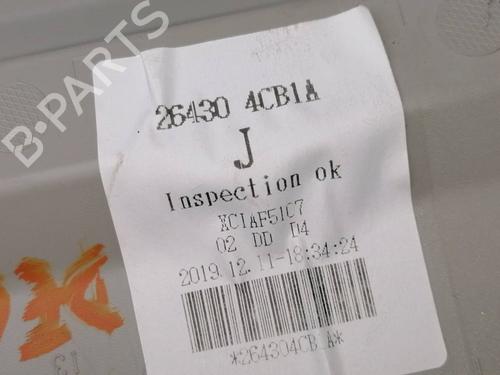 B-PARTS
26430 4CB1A
J
Inspection ok
XC1AF51C7
02 DD D4
2019.12.11-18:34:24
*264304CB A*